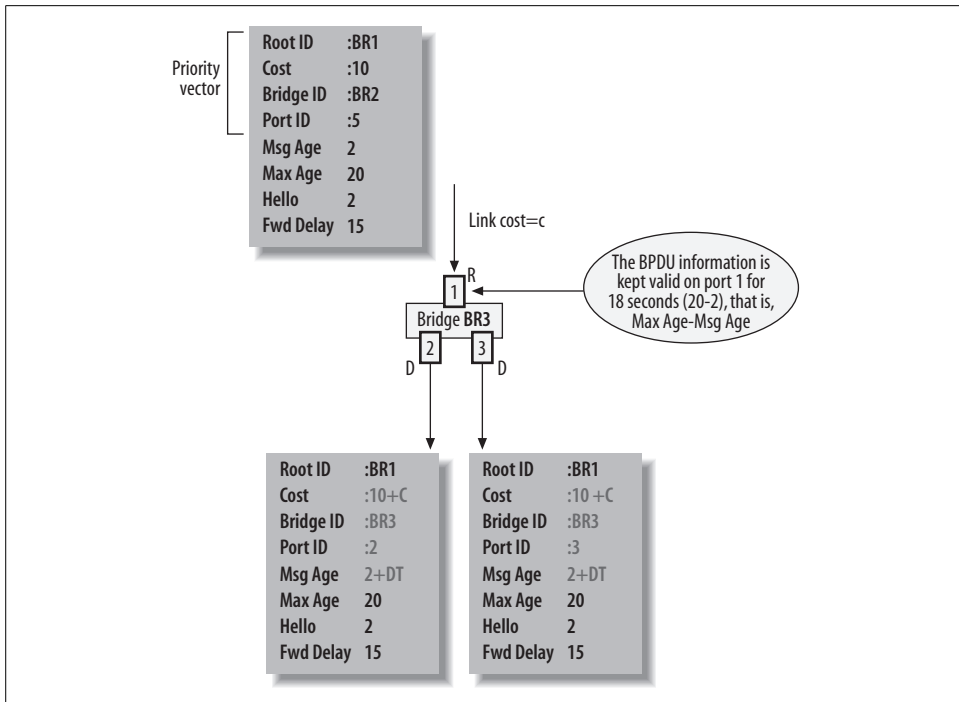 Priority
vector
Root ID :BR1
Cost :10
Bridge ID :BR2
Port ID :5
Msg Age 2
Max Age 20
Hello 2
Fwd Delay 15
Link cost=c
R
1
Bridge BR3
2
3
D
D
The BPDU information is
kept valid on port 1 for
18 seconds (20-2), that is,
Max Age-Msg Age
Root ID :BR1
Cost :10+C
Bridge ID :BR3
Port ID :2
Msg Age 2+DT
Max Age 20
Hello 2
Fwd Delay 15
Root ID :BR1
Cost :10 +C
Bridge ID :BR3
Port ID :3
Msg Age 2+DT
Max Age 20
Hello 2
Fwd Delay 15